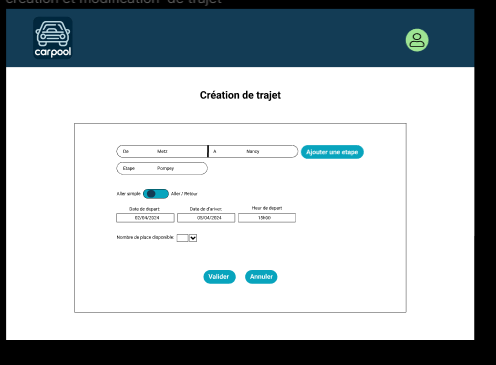 création et modification de trajet
carpool
Création de trajet
De Metz A Nancy Ajouter une etape
Etape Pompey
Aller simple Aller / Retour
Date de depart: Date de d'ariver: Heur de depart
02/04/2024 03/04/2024 15h00
Nombre de place disponible:
Valider Annuler